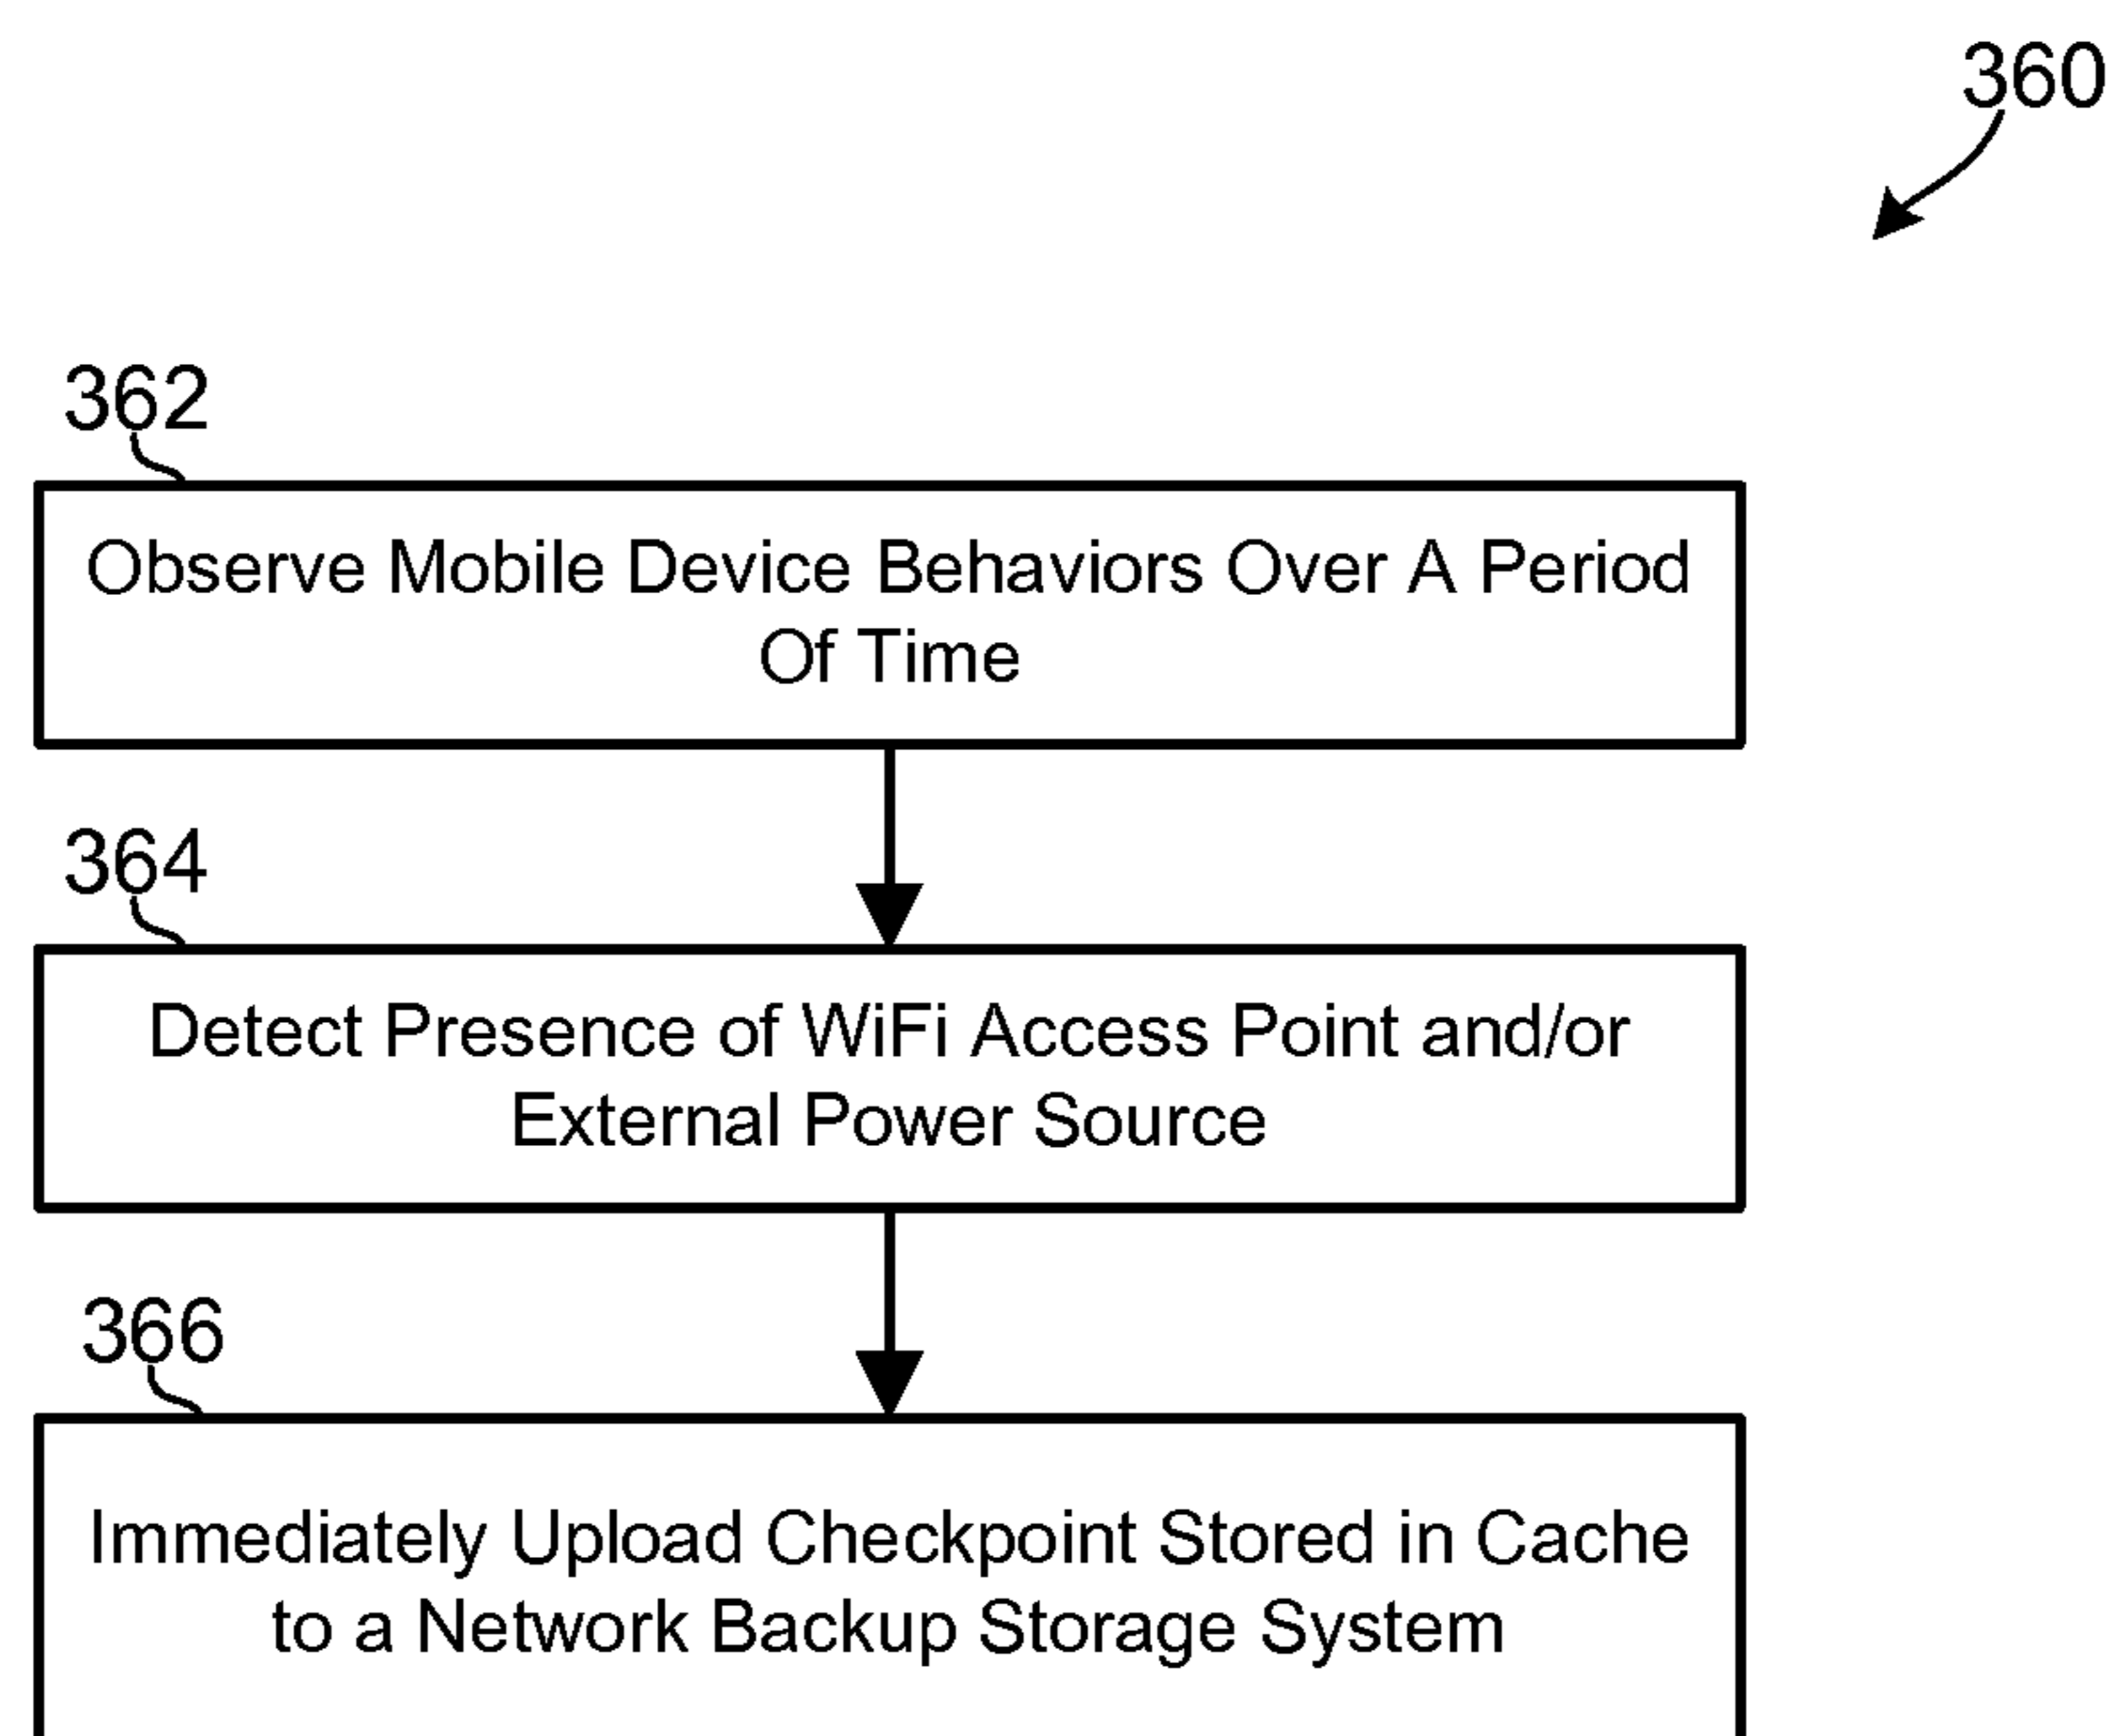 360
362
Observe Mobile Device Behaviors Over A Period
Of Time
364
Detect Presence of WiFi Access Point and/or
External Power Source
366
Immediately Upload Checkpoint Stored in Cache
to a Network Backup Storage System